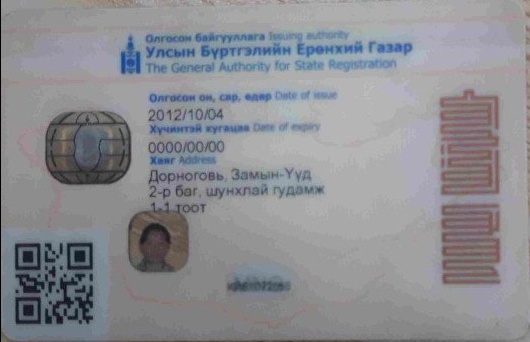 Олгосон байгууллага Issuing authority
Улсын Бүртгэлийн Ерөнхий Газар
The General Authority for State Registration
Олгосон он, сар, өдөр Date of issue
2012/10/04
Хүчинтэй хугацаа Date of expiry
0000/00/00
Хаяг Address
Дорноговь, Замын-Үүд
2-р баг, шунхлай гудамж
1-1 тоот